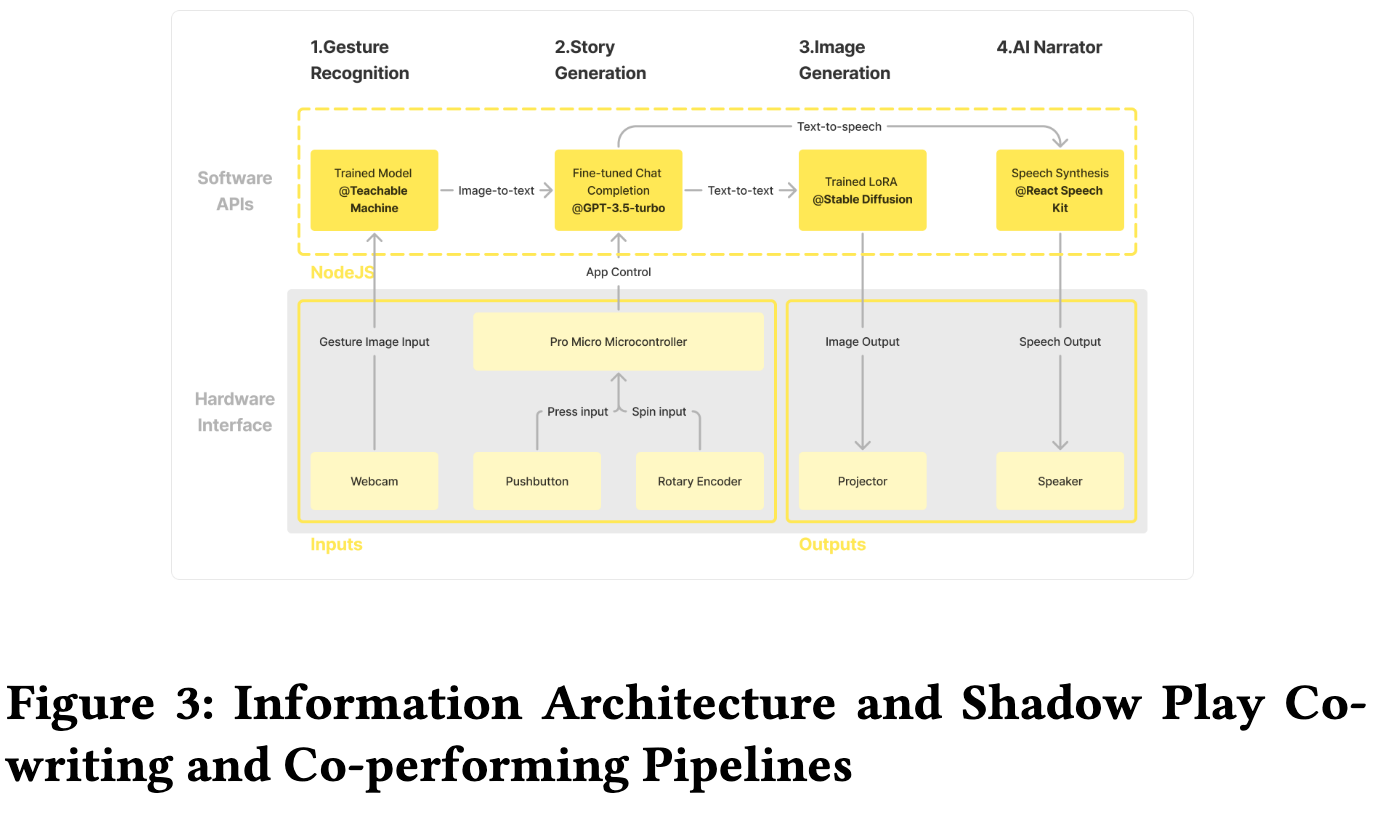 1.Gesture
Recognition
2.Story
Generation
3.Image
Generation
4.AI Narrator
Software
APIs
Text-to-speech
Trained Model
@Teachable
Machine
Image-to-text
Fine-tuned Chat
Completion
@GPT-3.5-turbo
Text-to-text
Trained LoRA
@Stable Diffusion
Speech Synthesis
@React Speech
Kit
NodeJS
App Control
Hardware
Interface
Gesture Image Input
Pro Micro Microcontroller
Image Output
Speech Output
Press input
Spin input
Webcam
Pushbutton
Rotary Encoder
Projector
Speaker
Inputs
Outputs
Figure 3: Information Architecture and Shadow Play Co-
writing and Co-performing Pipelines